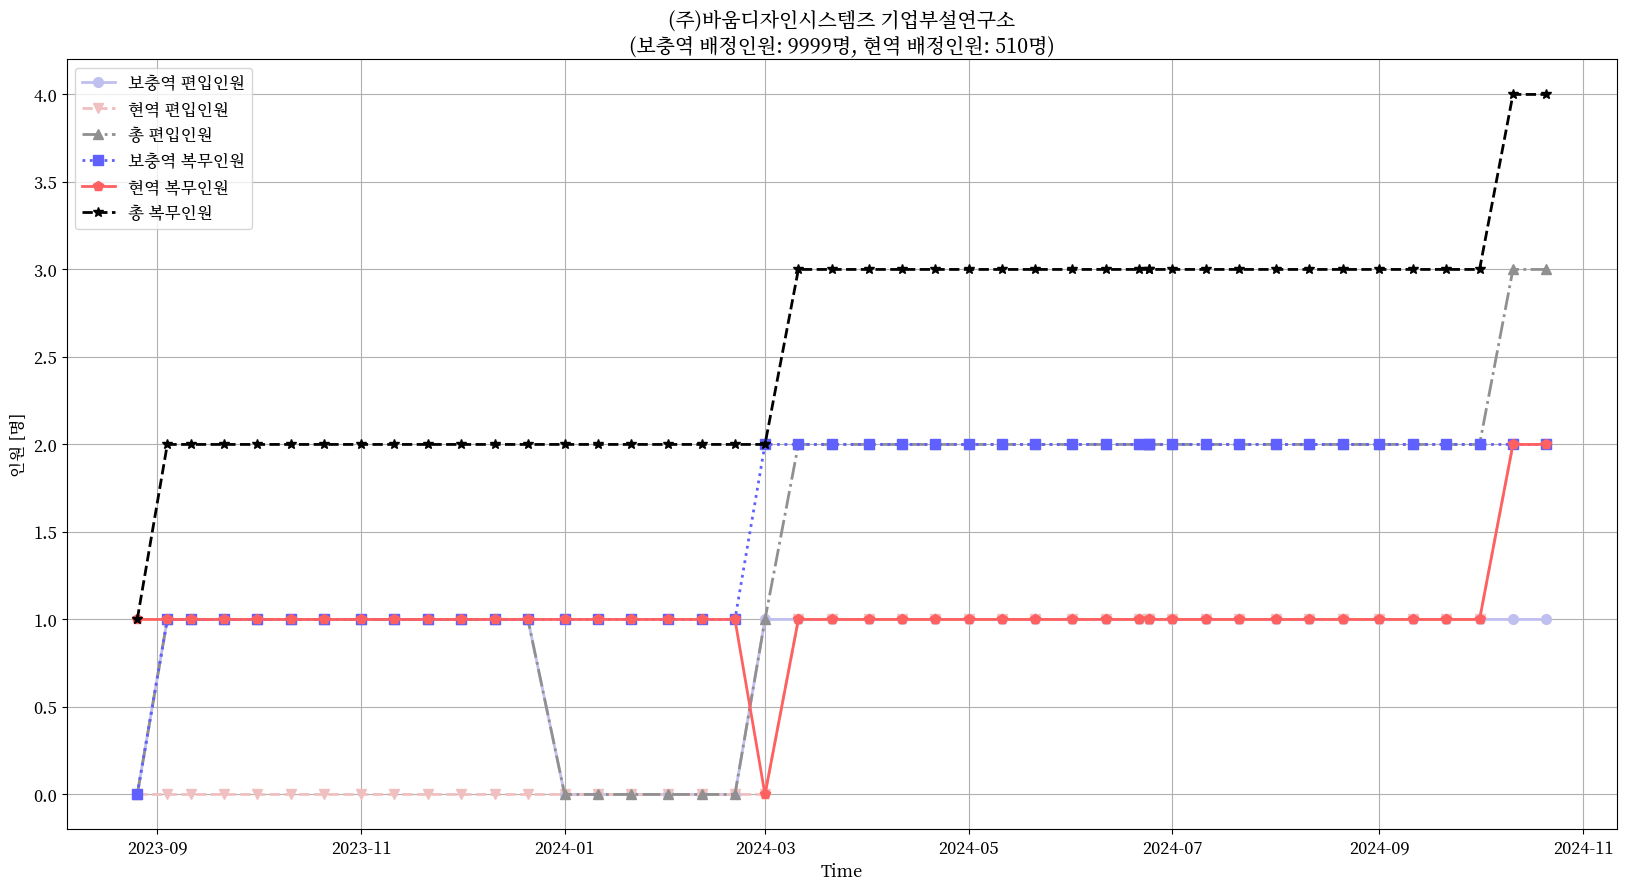 (주)바움디자인시스템즈 기업부설연구소
(보충역 배정인원: 9999명, 현역 배정인원: 510명)
보충역 편입인원
현역 편입인원
총 편입인원
보충역 복무인원
현역 복무인원
총 복무인원
인원 [명]
4.0
3.5
3.0
2.5
2.0
1.5
1.0
0.5
0.0
2023-09
2023-11
2024-01
2024-03
2024-05
2024-07
2024-09
2024-11
Time